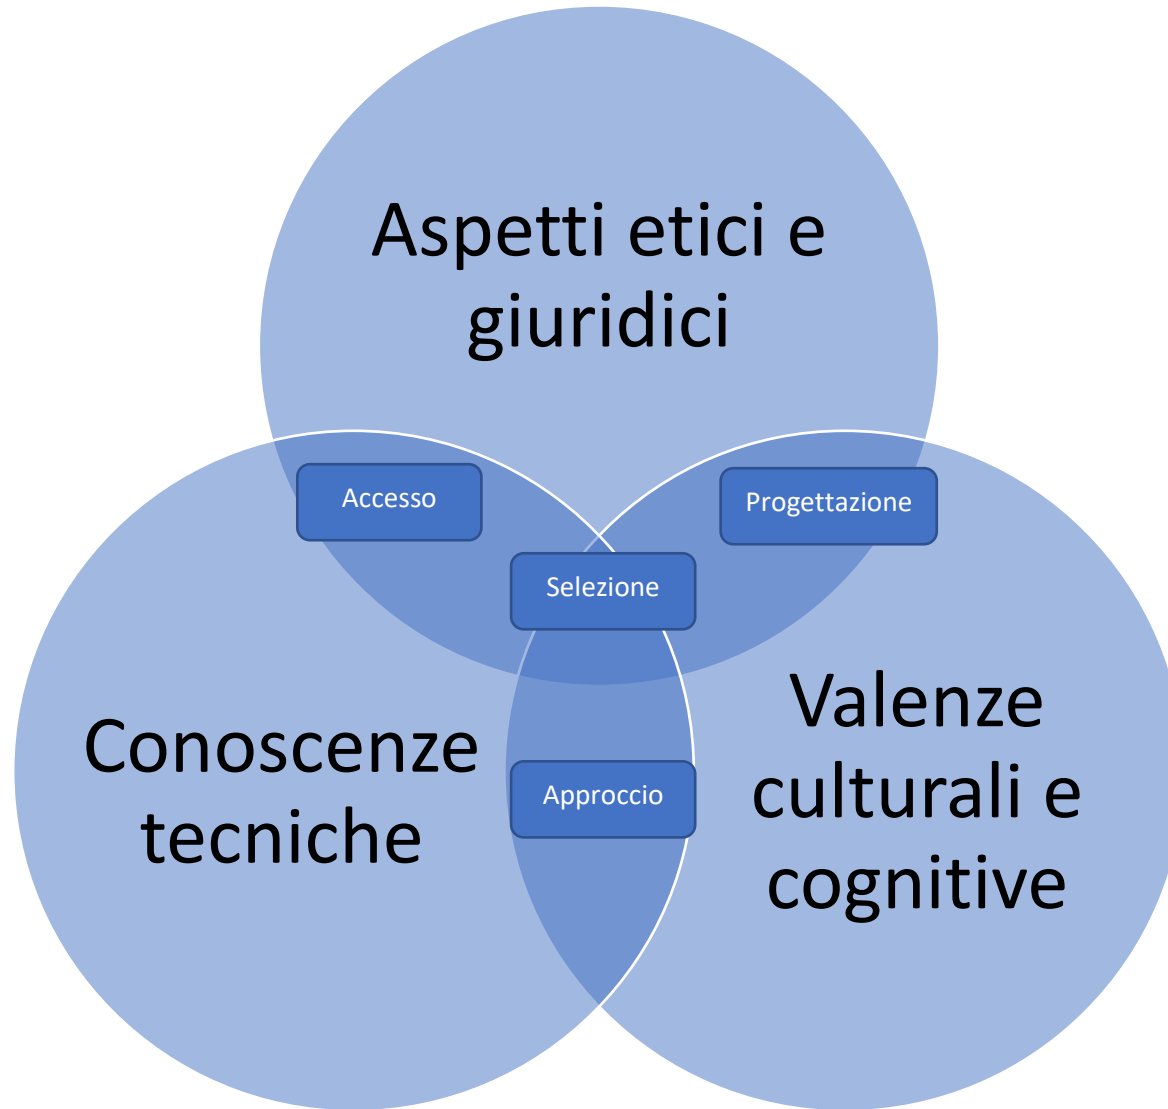 Aspetti etici e
giuridici
Accesso
Progettazione
Selezione
Conoscenze
tecniche
Approccio
Valenze
culturali e
cognitive